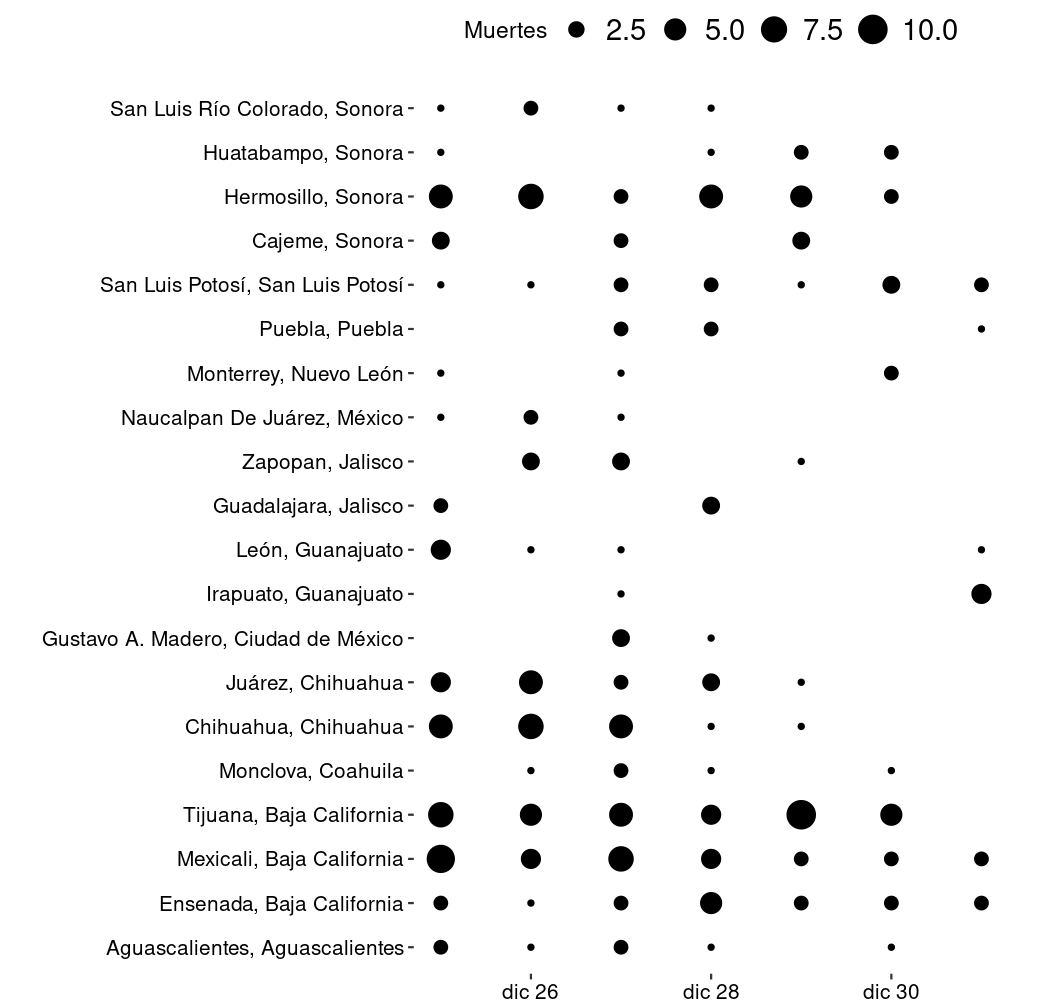 Muertes 2.5 5.0 7.5 10.0
San Luis Río Colorado, Sonora
Huatabampo, Sonora
Hermosillo, Sonora
Cajeme, Sonora
San Luis Potosí, San Luis Potosí
Puebla, Puebla
Monterrey, Nuevo León
Naucalpan De Juárez, México
Zapopan, Jalisco
Guadalajara, Jalisco
León, Guanajuato
Irapuato, Guanajuato
Gustavo A. Madero, Ciudad de México
Juárez, Chihuahua
Chihuahua, Chihuahua
Monclova, Coahuila
Tijuana, Baja California
Mexicali, Baja California
Ensenada, Baja California
Aguascalientes, Aguascalientes
dic 26 dic 28 dic 30